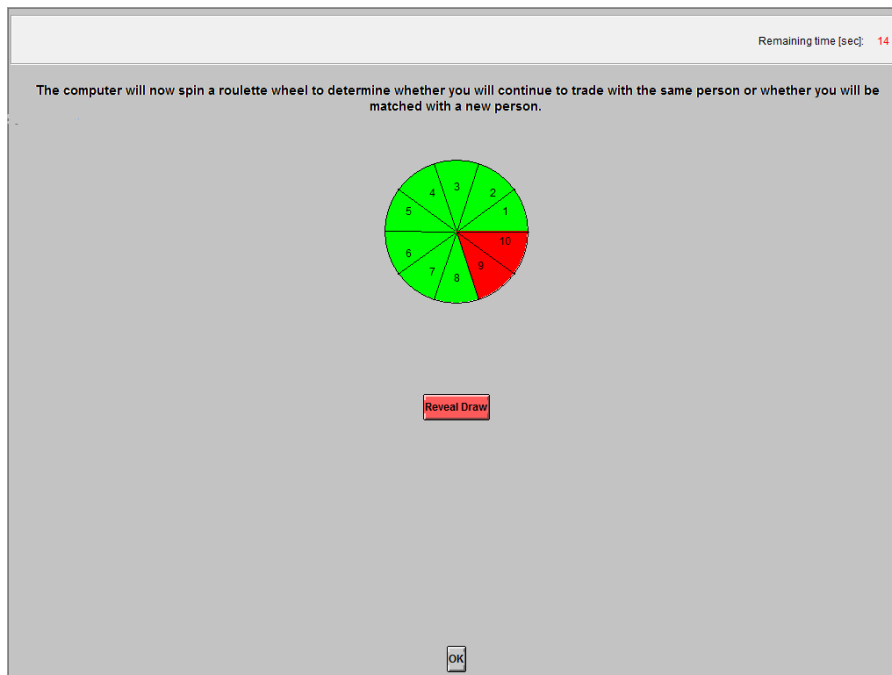 Remaining time [sec]: 14
The computer will now spin a roulette wheel to determine whether you will continue to trade with the same person or whether you will be
matched with a new person.
3
4
2
5
1
6
10
7
9
8
Reveal Draw
OK